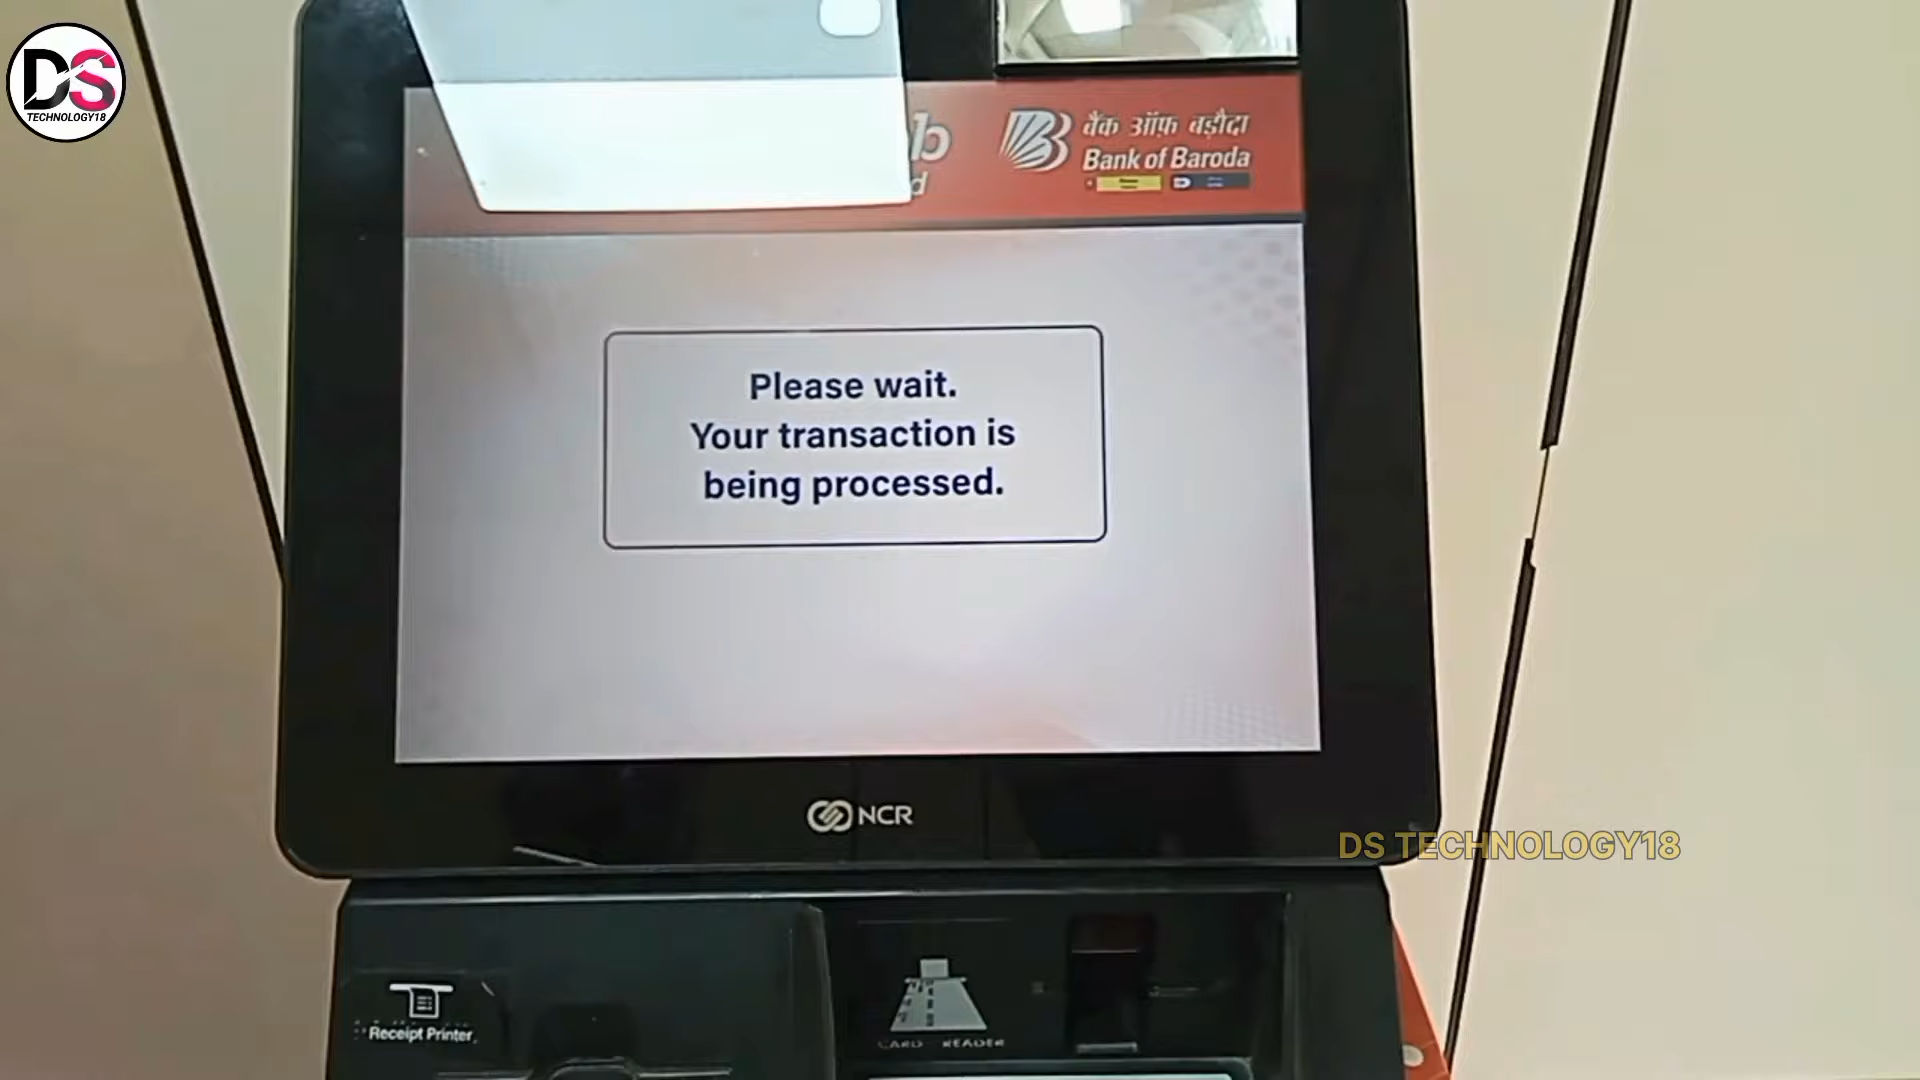 DS
TECHNOLOGY18
b
d
बैंक ऑफ़ बड़ौदा
Bank of Baroda
Please wait.
Your transaction is
being processed.
NCR
DS TECHNOLOGY18
Receipt Printer
CARD READER